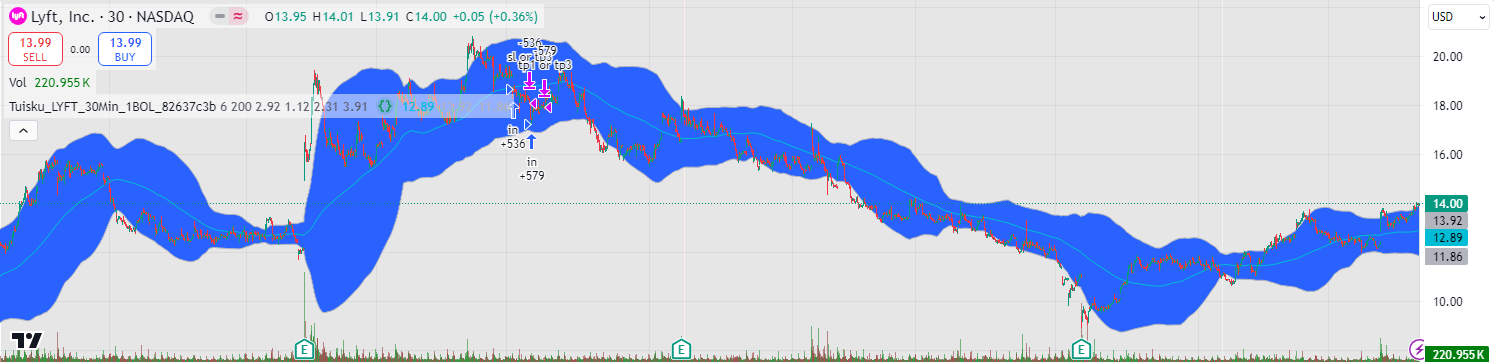 Lyft, Inc. · 30 · NASDAQ O13.95 H14.01 L13.91 C14.00 +0.05 (+0.36%)
USD
13.99 SELL 0.00 13.99 BUY
Vol 220.955 K
Tuisku_LYFT_30Min_1BOL_82637c3b 6 200 2.92 1.12 2.31 3.91 12.89
-536
-579
tp1 or tp3
in
+536
in
+579
20.00
18.00
16.00
14.00
13.92
12.89
11.86
10.00
E
E
E
220.955 K